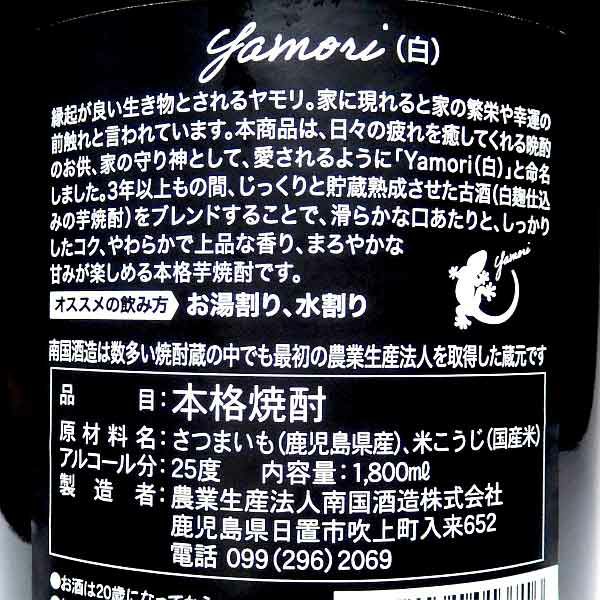 yamori (白)
縁起が良い生き物とされるヤモリ。家に現れると家の繁栄や幸運の
前触れと言われています。本商品は、日々の疲れを癒してくれる晩酌
のお供、家の守り神として、愛されるように「Yamori(白)」と命名
しました。3年以上もの間、じっくりと貯蔵熟成させた古酒(白麹仕込
みの芋焼酎)をブレンドすることで、滑らかな口あたりと、しっかり
したコク、やわらかで上品な香り、まろやかな
甘みが楽しめる本格芋焼酎です。
yamori
オススメの飲み方 お湯割り、水割り
南国酒造は数多い焼酎蔵の中でも最初の農業生産法人を取得した蔵元です
品目：本格焼酎
原材料名：さつまいも(鹿児島県産)、米こうじ(国産米)
アルコール分：25度 内容量：1,800ml
製造者：農業生産法人南国酒造株式会社
鹿児島県日置市吹上町入来652
電話 099(296)2069
●お酒は20歳になってから